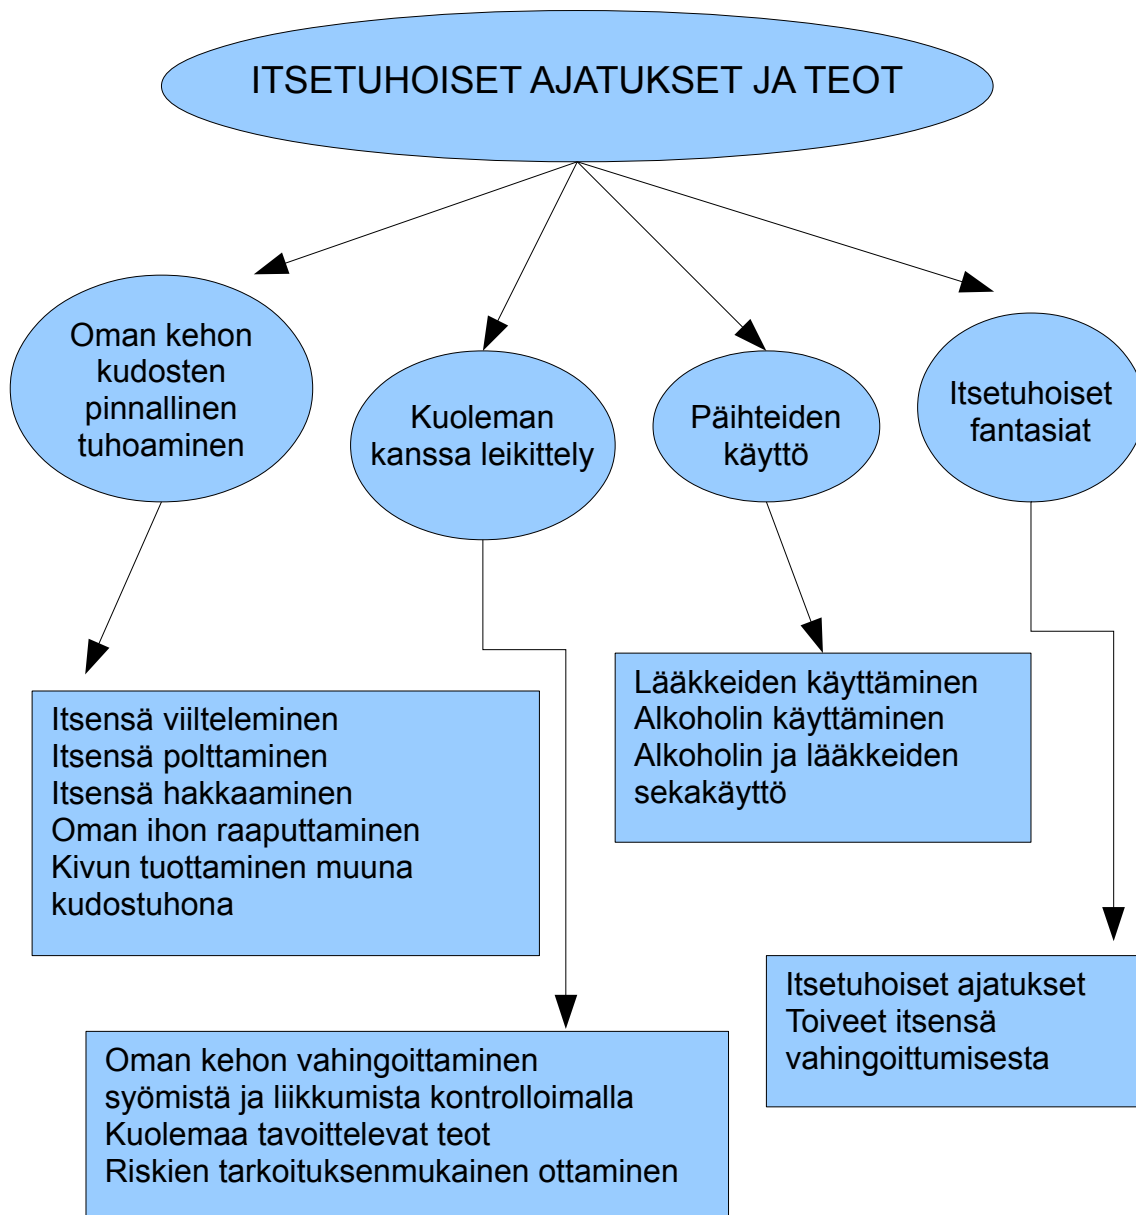 ITSETUHOISET AJATUKSET JA TEOT
Oman kehon
kudosten
pinnallinen
tuhoaminen
Kuoleman
kanssa leikittely
Päihteiden
käyttö
Itsetuhoiset
fantasiat
Itsensä viilteleminen
Itsensä polttaminen
Itsensä hakkaaminen
Oman ihon raaputtaminen
Kivun tuottaminen muuna
kudostuhona
Lääkkeiden käyttäminen
Alkoholin käyttäminen
Alkoholin ja lääkkeiden
sekakäyttö
Itsetuhoiset ajatukset
Toiveet itsensä
vahingoittumisesta
Oman kehon vahingoittaminen
syömistä ja liikkumista kontrolloimalla
Kuolemaa tavoittelevat teot
Riskien tarkoituksenmukainen ottaminen